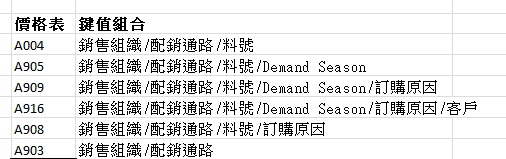 價格表 鍵值組合
A004 銷售組織/配銷通路/料號
A905 銷售組織/配銷通路/料號/Demand Season
A909 銷售組織/配銷通路/料號/Demand Season/訂購原因
A916 銷售組織/配銷通路/料號/Demand Season/訂購原因/客戶
A908 銷售組織/配銷通路/料號/訂購原因
A903 銷售組織/配銷通路